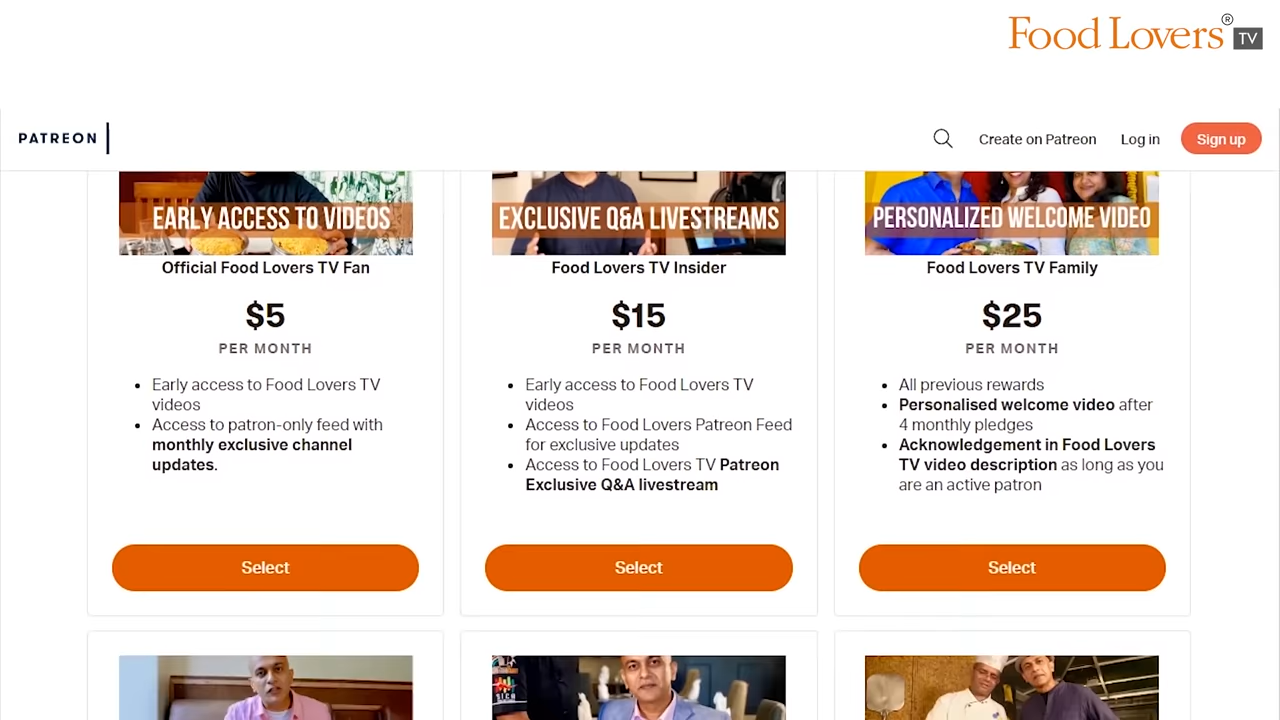 Food Lovers® TV
PATREON
Create on Patreon
Log in
Sign up
EARLY ACCESS TO VIDEOS
Official Food Lovers TV Fan
$5
PER MONTH
Early access to Food Lovers TV
videos
Access to patron-only feed with
monthly exclusive channel
updates.
Select
EXCLUSIVE Q&A LIVESTREAMS
Food Lovers TV Insider
$15
PER MONTH
Early access to Food Lovers TV
videos
Access to Food Lovers Patreon Feed
for exclusive updates
Access to Food Lovers TV Patreon
Exclusive Q&A livestream
Select
PERSONALIZED WELCOME VIDEO
Food Lovers TV Family
$25
PER MONTH
All previous rewards
Personalised welcome video after
4 monthly pledges
Acknowledgement in Food Lovers
TV video description as long as you
are an active patron
Select